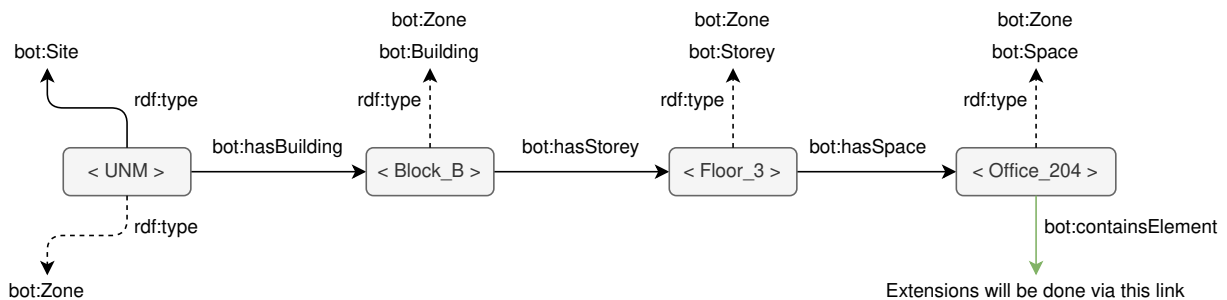 bot:Zone
bot:Zone
bot:Zone
bot:Site
bot:Building
bot:Storey
bot:Space
rdf:type
rdf:type
rdf:type
rdf:type
bot:hasBuilding
bot:hasStorey
bot:hasSpace
< UNM >
< Block_B >
< Floor_3 >
< Office_204 >
rdf:type
bot:containsElement
bot:Zone
Extensions will be done via this link